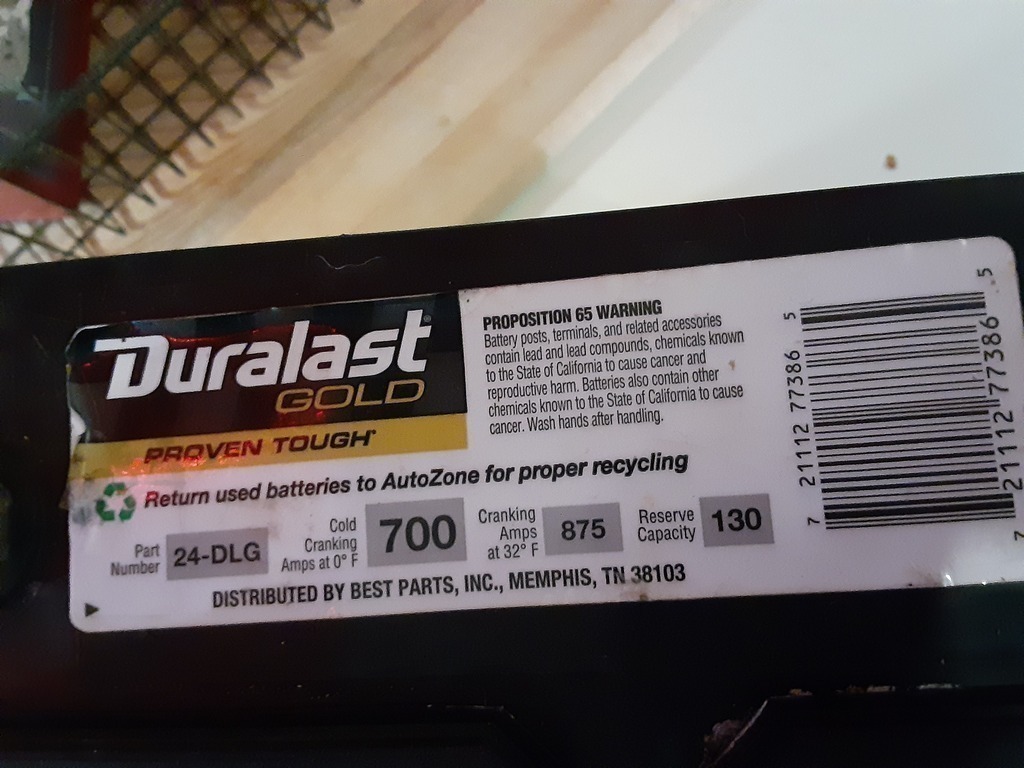 Duralast®
GOLD
PROVEN TOUGH®
PROPOSITION 65 WARNING
Battery posts, terminals, and related accessories
contain lead and lead compounds, chemicals known
to the State of California to cause cancer and
reproductive harm. Batteries also contain other
chemicals known to the State of California to cause
cancer. Wash hands after handling.
Return used batteries to AutoZone for proper recycling
Part
Number
24-DLG
Cold
Cranking
Amps at 0° F
700
Cranking
Amps
at 32° F
875
Reserve
Capacity
130
DISTRIBUTED BY BEST PARTS, INC., MEMPHIS, TN 38103
7 21112 77386 5
7 21112 77386 5